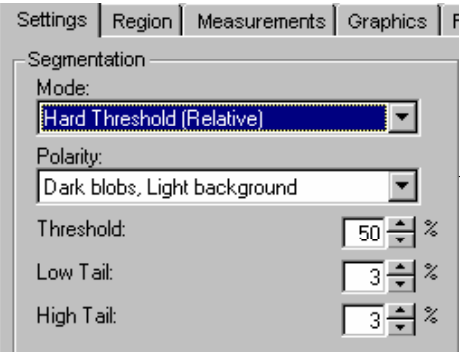 Settings Region Measurements Graphics
Segmentation
Mode:
Hard Threshold (Relative)
Polarity:
Dark blobs, Light background
Threshold: 50 %
Low Tail: 3 %
High Tail: 3 %